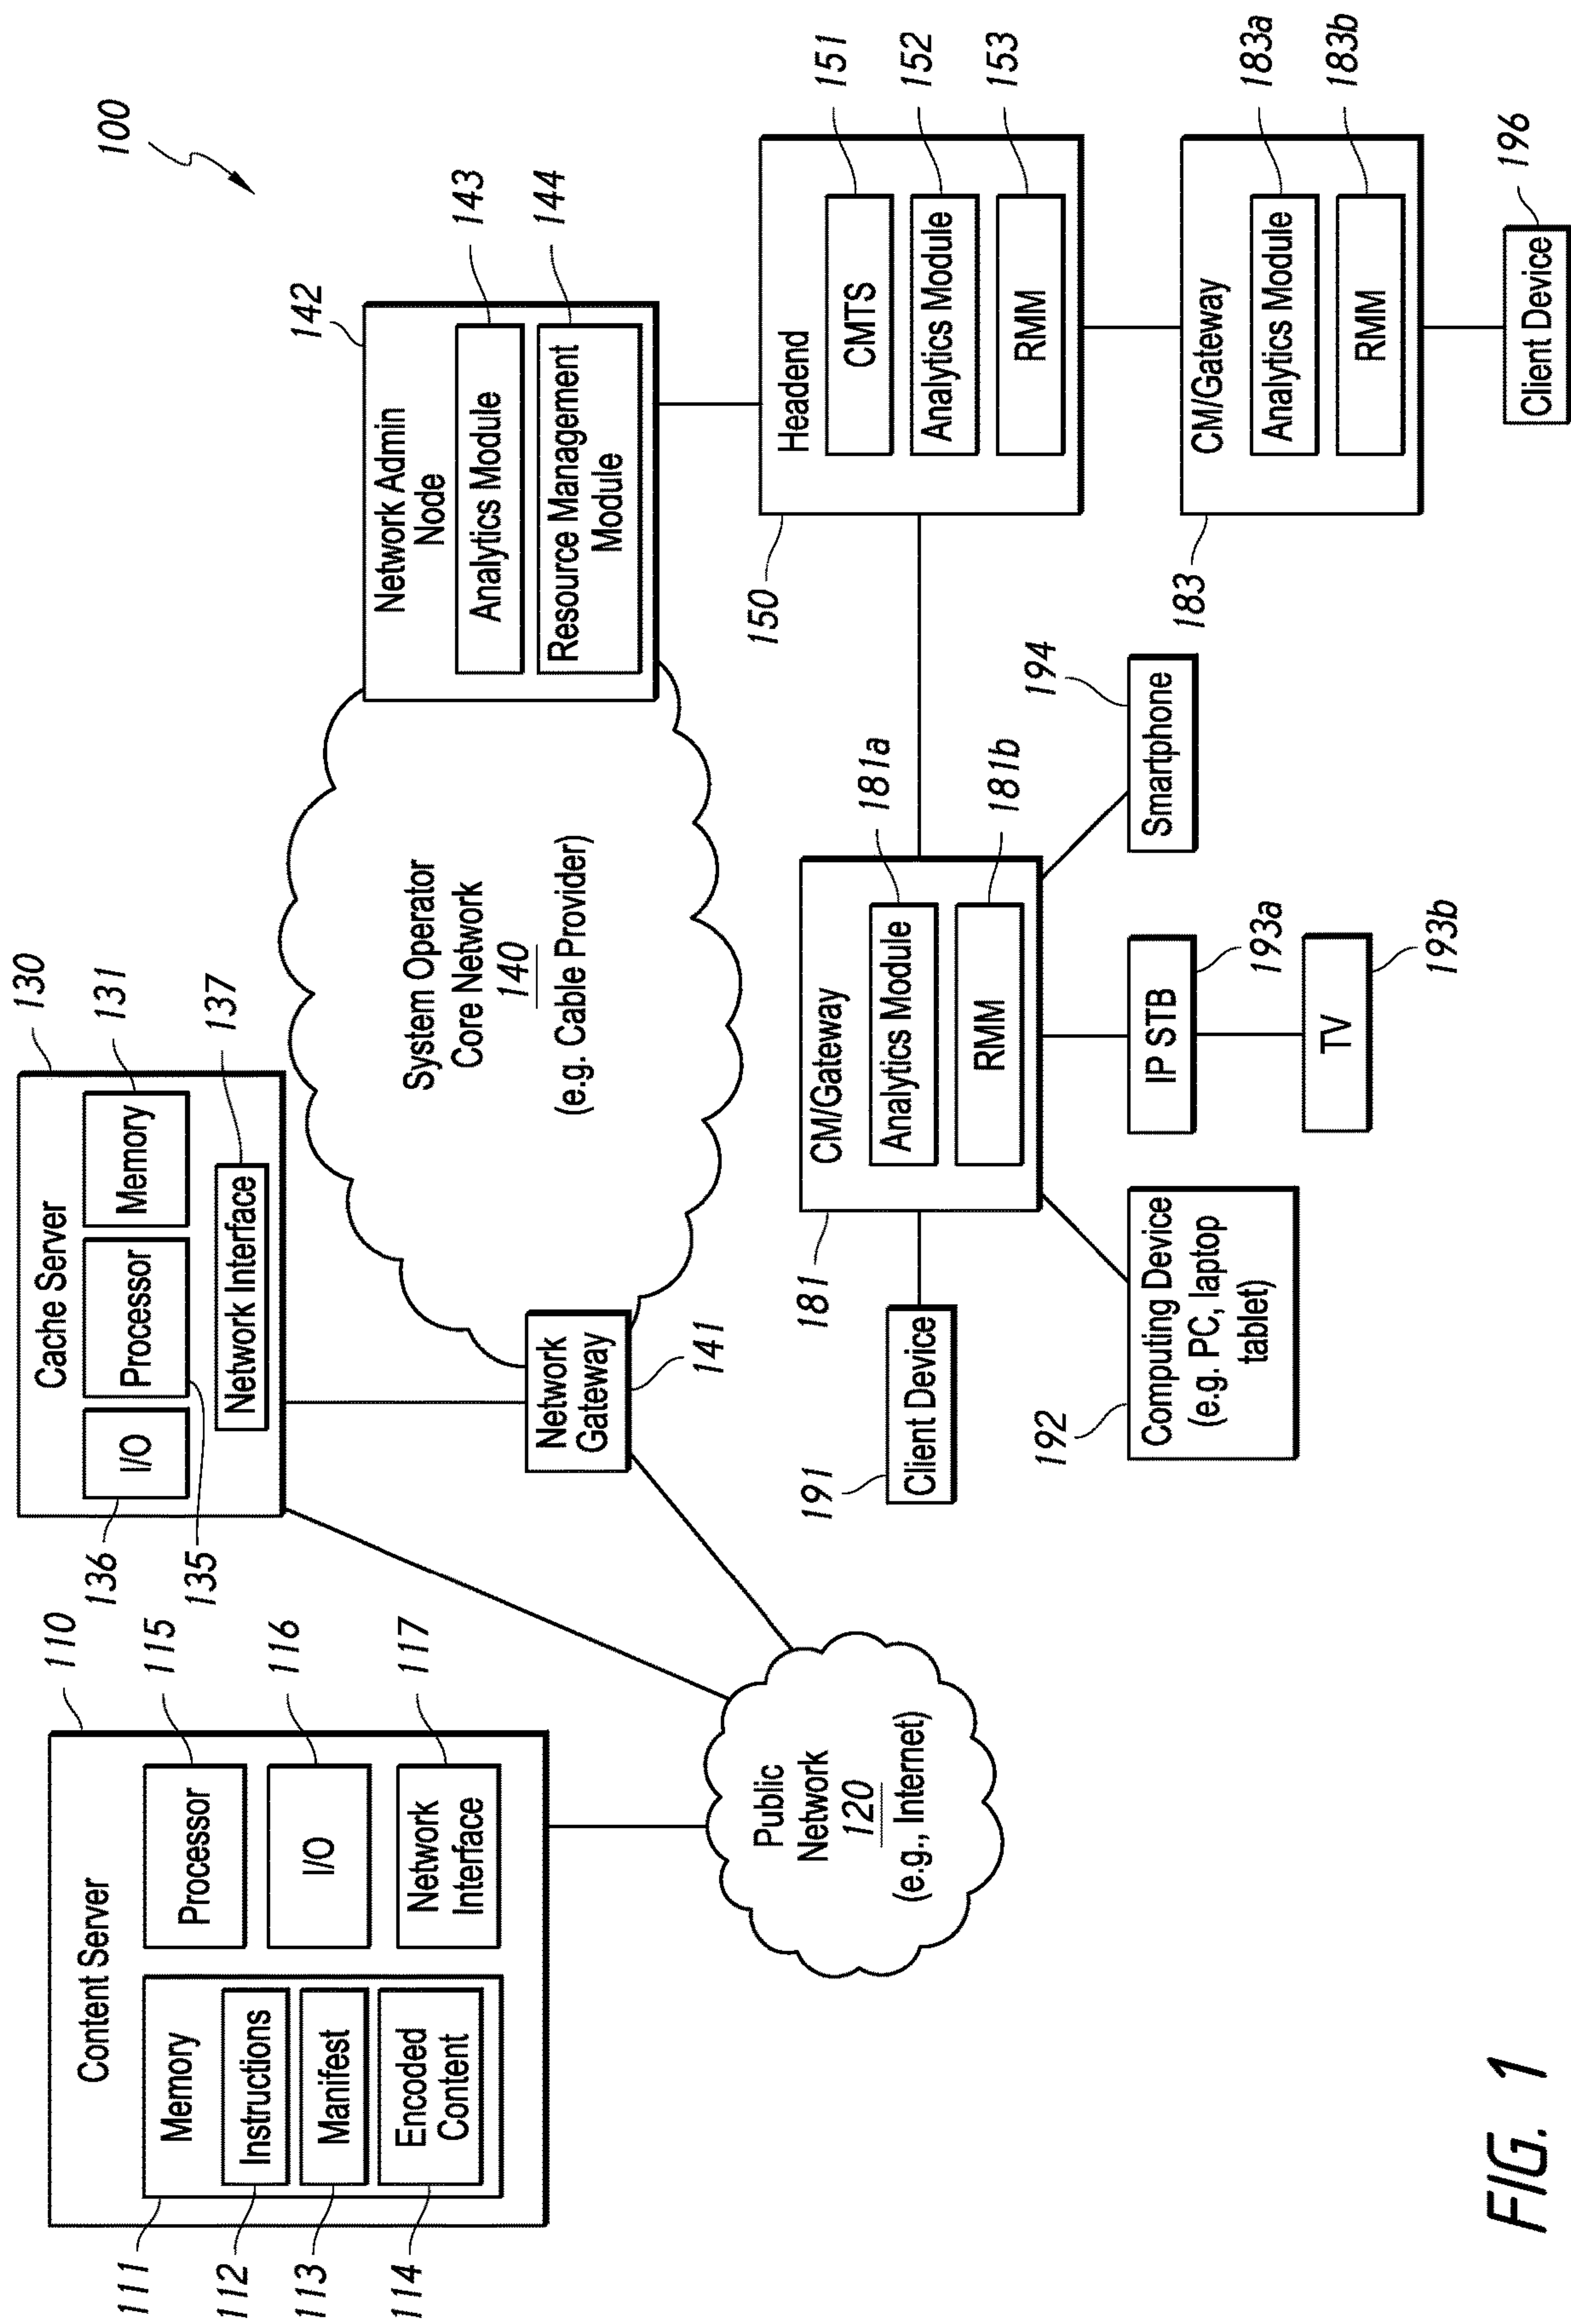 100
110
Content Server
111
Memory
112
Instructions
113
Manifest
114
Encoded
Content
Processor
115
I/O
116
Network
Interface
117
130
Cache Server
136
I/O
135
Processor
Memory
131
Network Interface
137
Public
Network
120
(e.g., Internet)
Network
Gateway
141
System Operator
Core Network
140
(e.g. Cable Provider)
142
Network Admin
Node
Analytics Module
143
Resource Management
Module
144
150
Headend
CMTS
151
Analytics Module
152
RMM
153
181
CM/Gateway
Analytics Module
181a
RMM
181b
183
CM/Gateway
Analytics Module
183a
RMM
183b
191
Client Device
192
Computing Device
(e.g. PC, laptop
tablet)
IP STB
193a
TV
193b
194
Smartphone
Client Device
196
FIG. 1